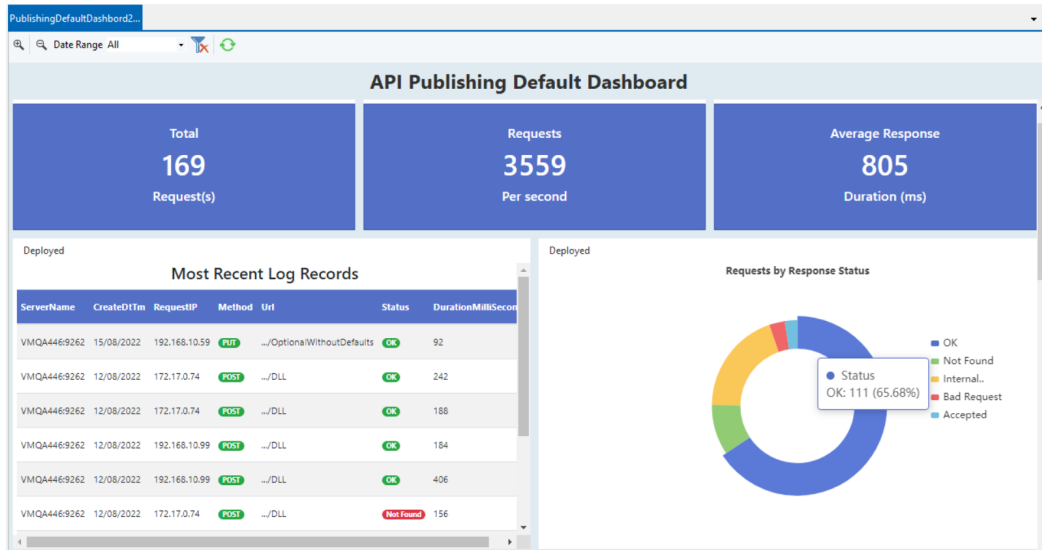 PublishingDefaultDashbord2...
Date Range All
API Publishing Default Dashboard
Total
169
Request(s)
Requests
3559
Per second
Average Response
805
Duration (ms)
Deployed
Most Recent Log Records
ServerName CreateDtTm RequestIP Method Url Status DurationMilliSecon
VMQA446:9262 15/08/2022 192.168.10.59 PUT .../OptionalWithoutDefaults OK 92
VMQA446:9262 12/08/2022 172.17.0.74 POST .../DLL OK 242
VMQA446:9262 12/08/2022 172.17.0.74 POST .../DLL OK 188
VMQA446:9262 12/08/2022 192.168.10.99 POST .../DLL OK 184
VMQA446:9262 12/08/2022 192.168.10.99 POST .../DLL OK 406
VMQA446:9262 12/08/2022 172.17.0.74 POST .../DLL Not Found 156
Deployed
Requests by Response Status
Status
OK: 111 (65.68%)
OK
Not Found
Internal..
Bad Request
Accepted